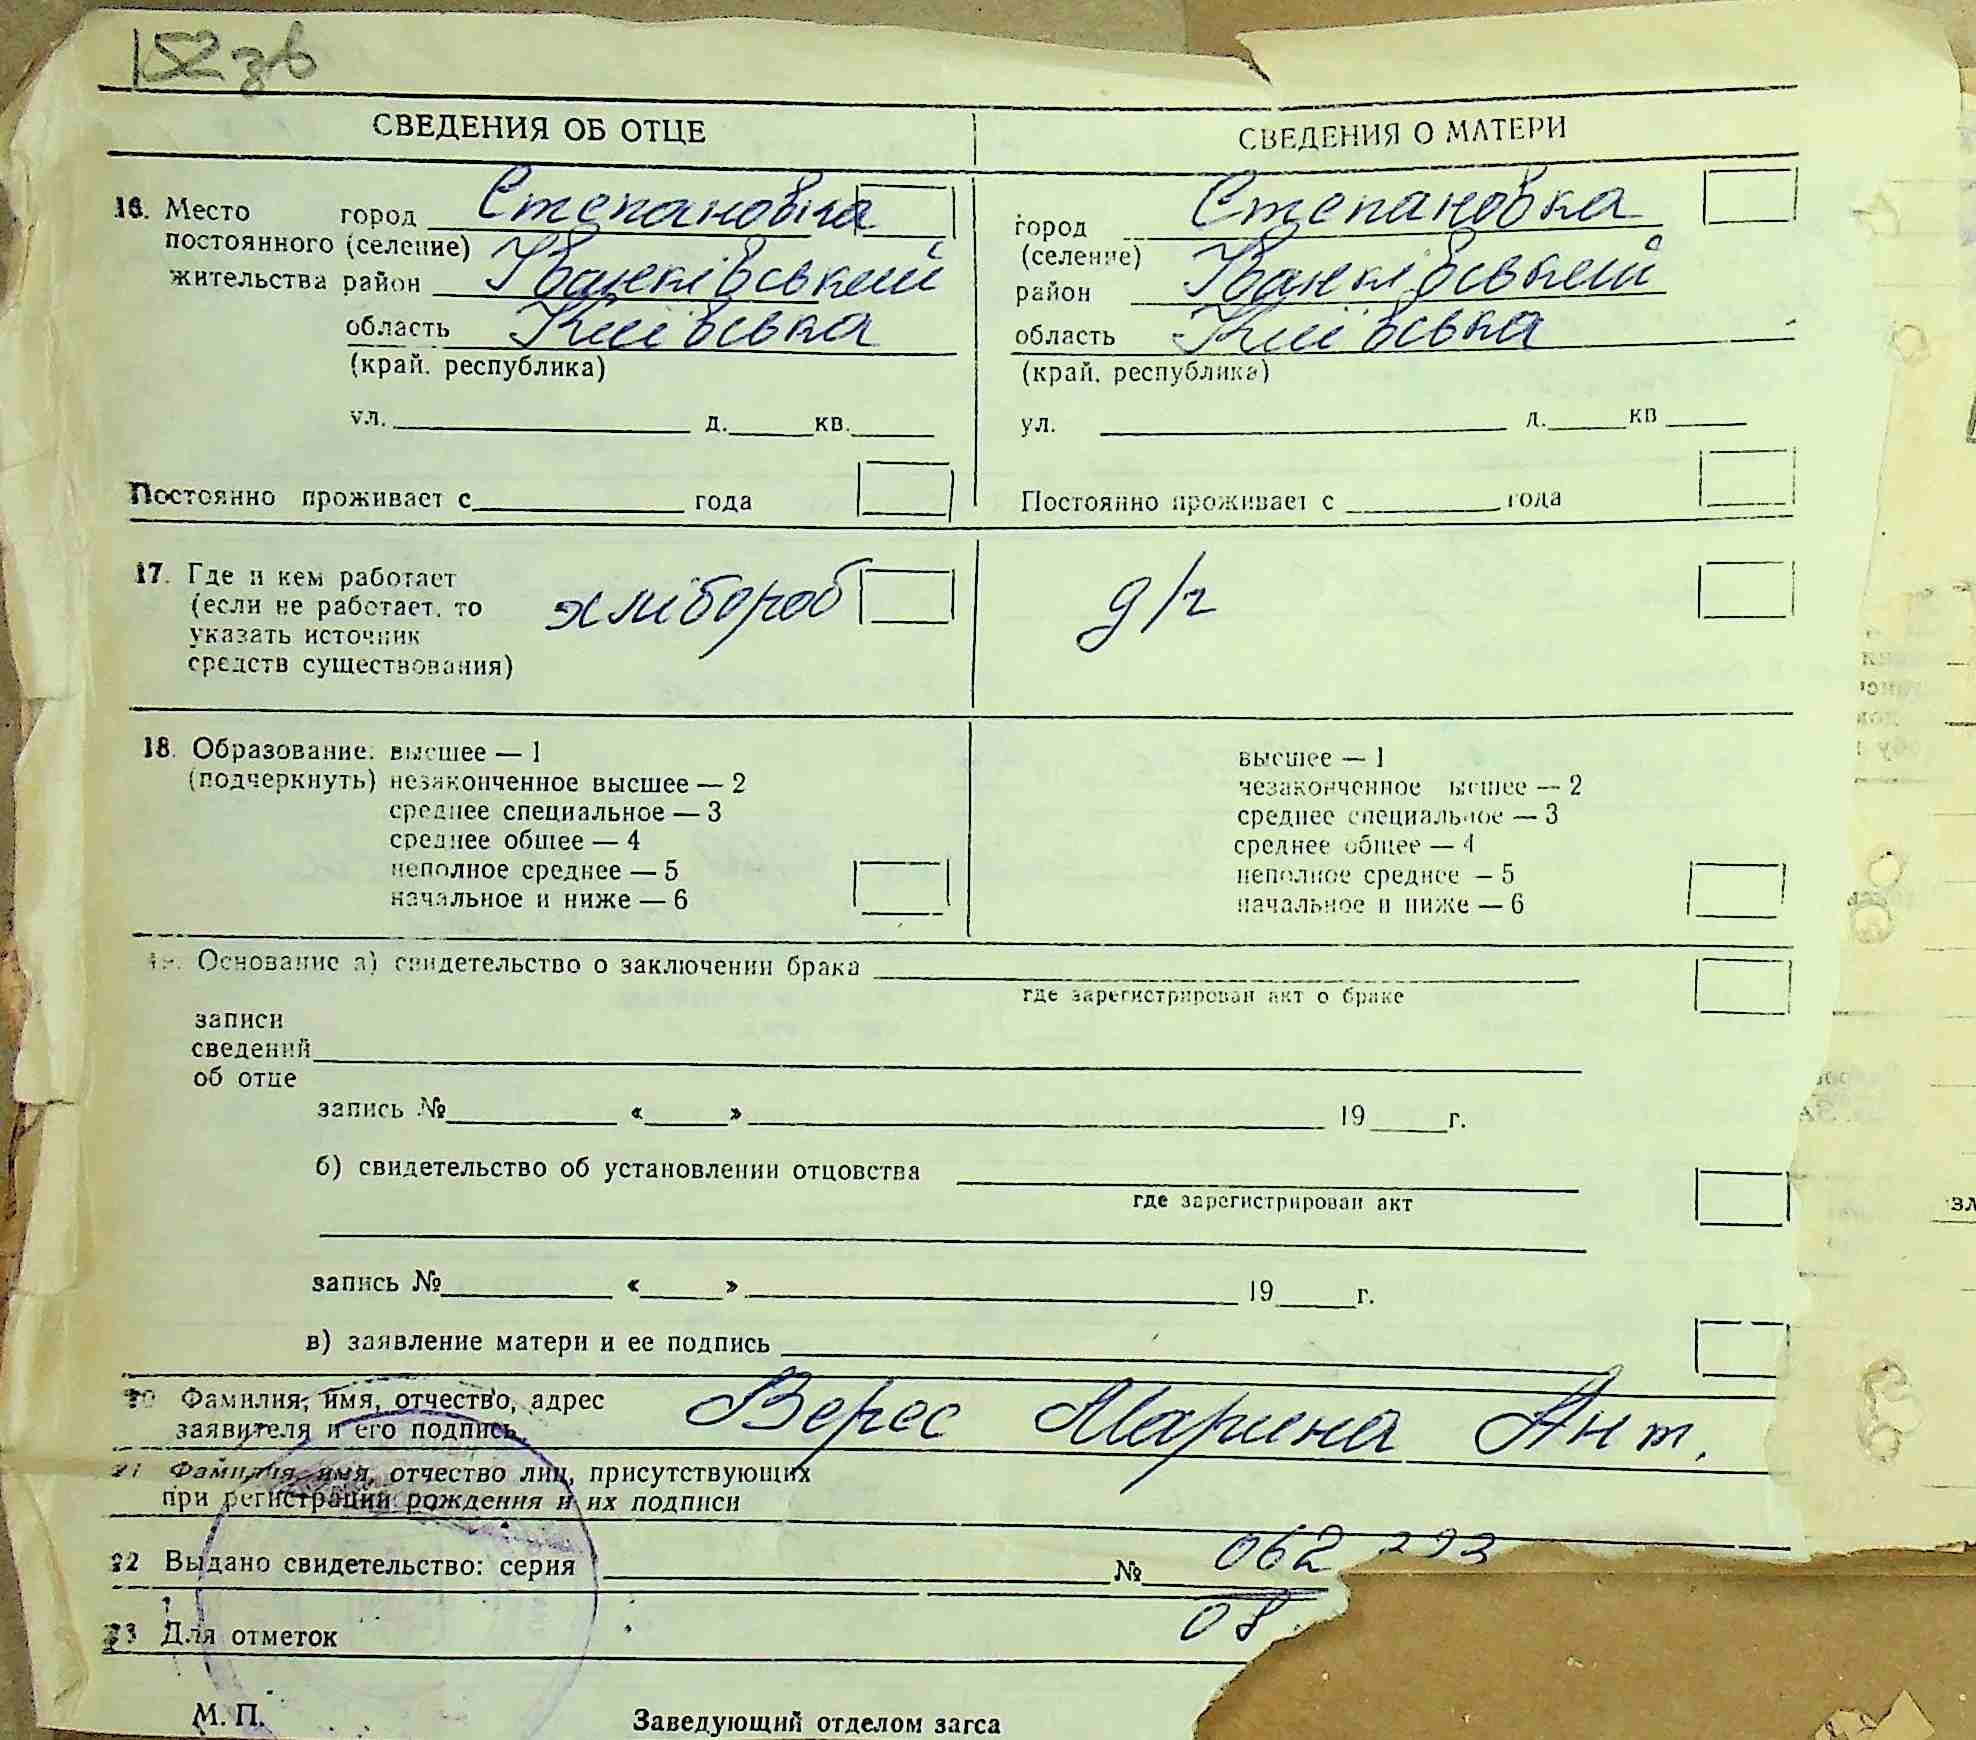 152 зв
СВЕДЕНИЯ ОБ ОТЦЕ
СВЕДЕНИЯ О МАТЕРИ
16. Место город Степановка
постоянного (селение)
жительства район Іванківський
область Київська
(край, республика)
ул. д. кв.
Постоянно проживает с года
город Степановка
(селение)
район Іванківський
область Київська
(край, республика)
ул. д. кв
Постоянно проживает с года
17. Где и кем работает
(если не работает, то хлібороб
указать источник
средств существования)
д/г
18. Образование: высшее — 1
(подчеркнуть) незаконченное высшее — 2
среднее специальное — 3
среднее общее — 4
неполное среднее — 5
начальное и ниже — 6
высшее — 1
незаконченное высшее — 2
среднее специальное — 3
среднее общее — 4
неполное среднее — 5
начальное и ниже — 6
19. Основание а) свидетельство о заключении брака
где зарегистрирован акт о браке
записи
сведений
об отце
запись № « » 19 г.
б) свидетельство об установлении отцовства
где зарегистрирован акт
запись № « » 19 г.
в) заявление матери и ее подпись
20 Фамилия, имя, отчество, адрес
заявителя и его подпись Верес Марина Ант.
21 Фамилия, имя, отчество лиц, присутствующих
при регистрации рождения и их подписи
22 Выдано свидетельство: серия № 062 293
08
23 Для отметок
М. П. Заведующий отделом загса